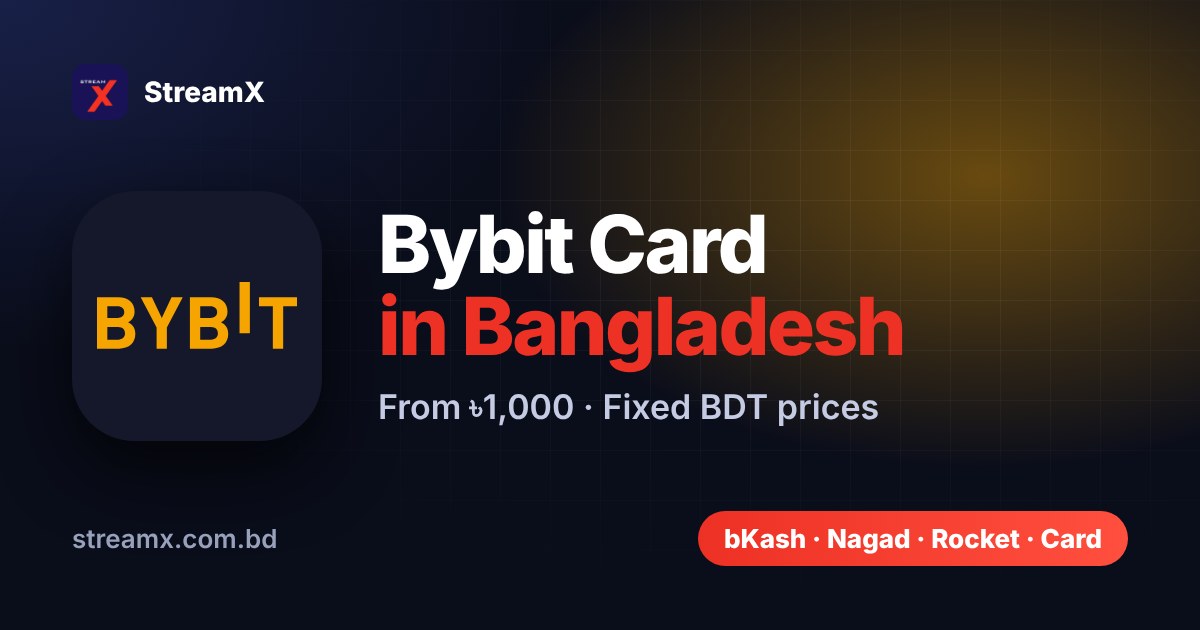 STREAM X
StreamX
BYBIT
Bybit Card
in Bangladesh
From ৳1,000 · Fixed BDT prices
streamx.com.bd
bKash · Nagad · Rocket · Card